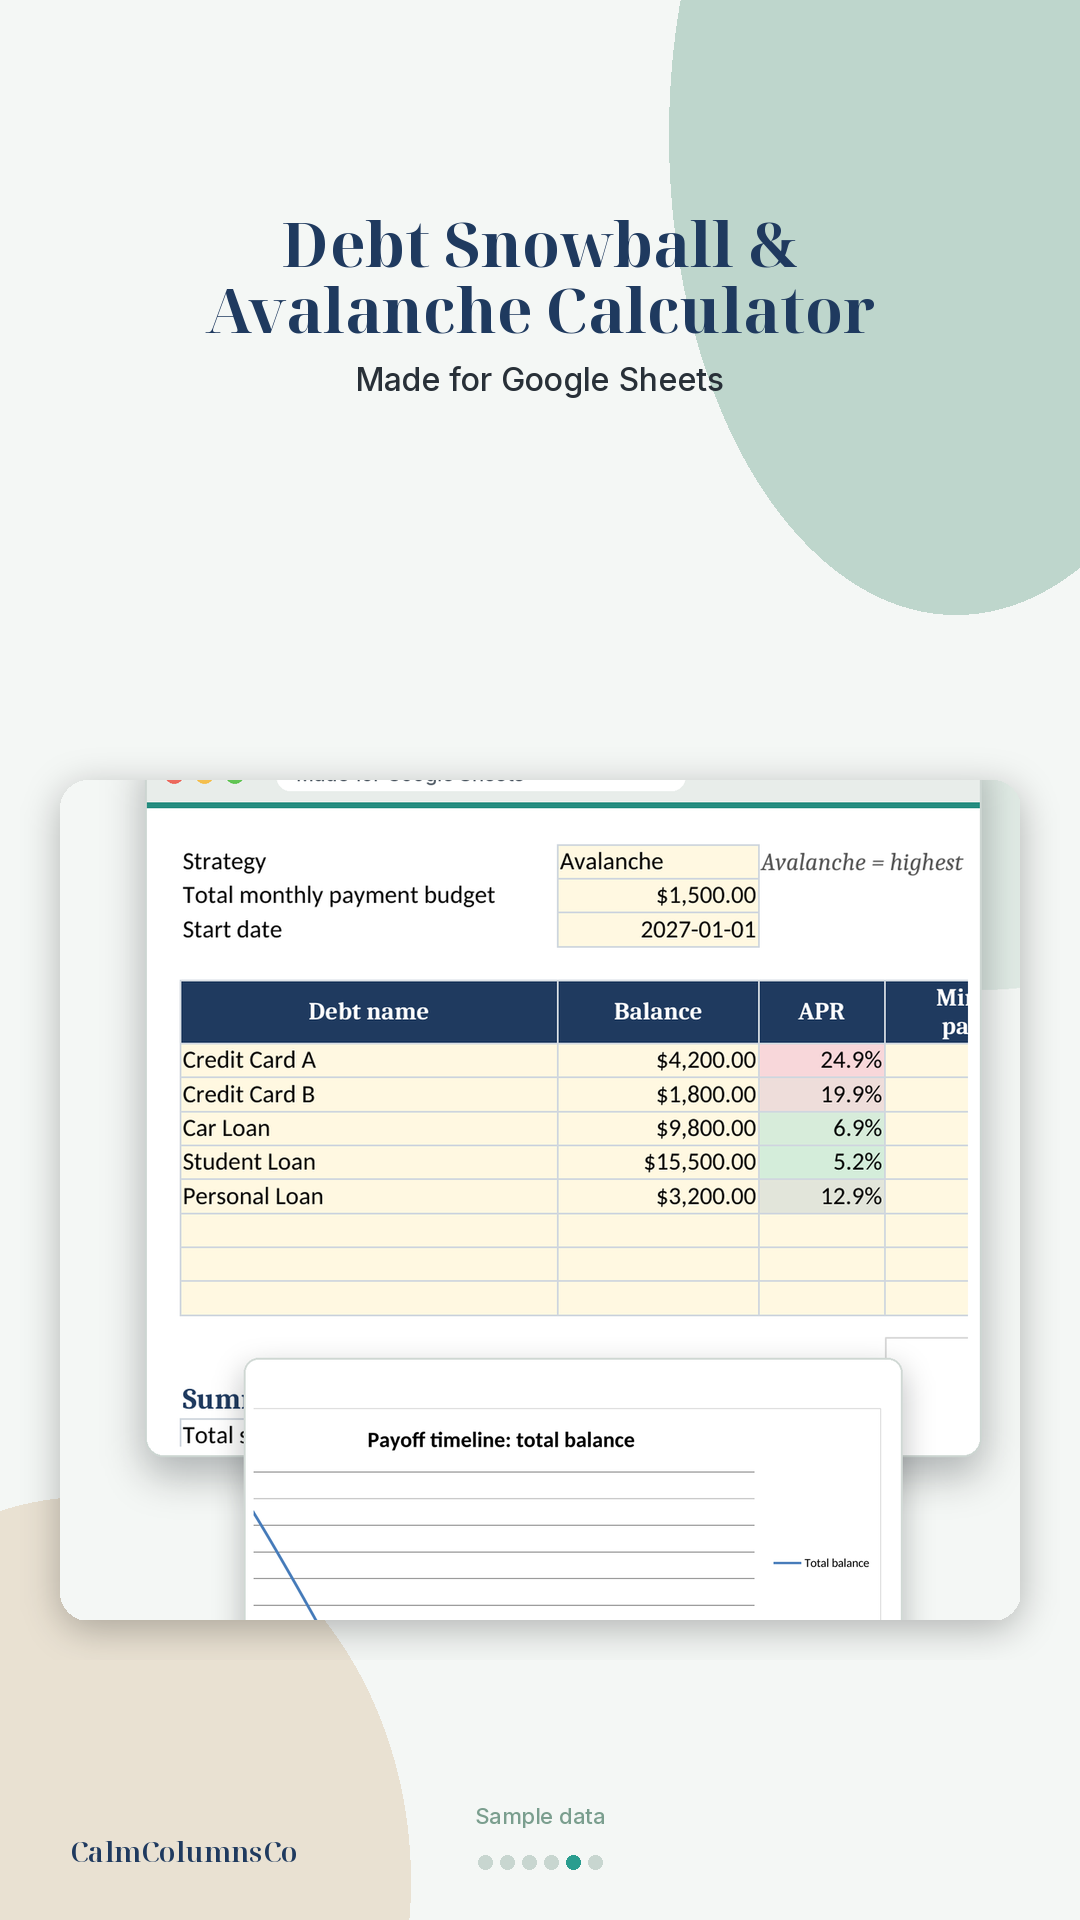 Debt Snowball &
Avalanche Calculator
Made for Google Sheets
Strategy Avalanche Avalanche = highest
Total monthly payment budget $1,500.00
Start date 2027-01-01
Debt name Balance APR
Credit Card A $4,200.00 24.9%
Credit Card B $1,800.00 19.9%
Car Loan $9,800.00 6.9%
Student Loan $15,500.00 5.2%
Personal Loan $3,200.00 12.9%
Total
Payoff timeline: total balance
Total balance
Sample data
CalmColumnsCo